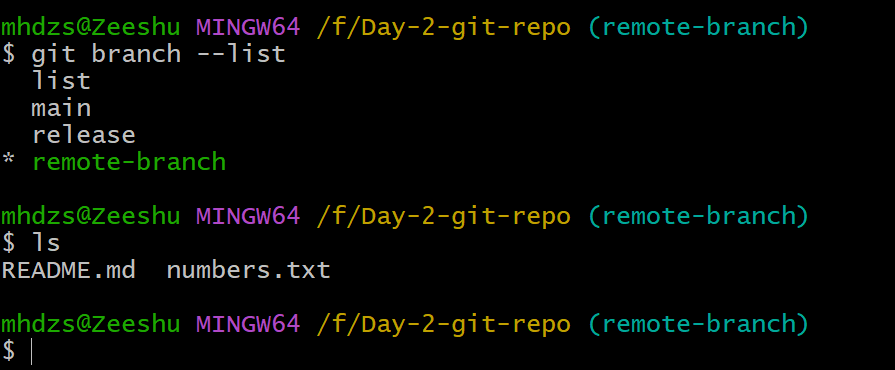 mhdzs@Zeeshu MINGW64 /f/Day-2-git-repo (remote-branch)
$ git branch --list
  list
  main
  release
* remote-branch
mhdzs@Zeeshu MINGW64 /f/Day-2-git-repo (remote-branch)
$ ls
README.md  numbers.txt
mhdzs@Zeeshu MINGW64 /f/Day-2-git-repo (remote-branch)
$